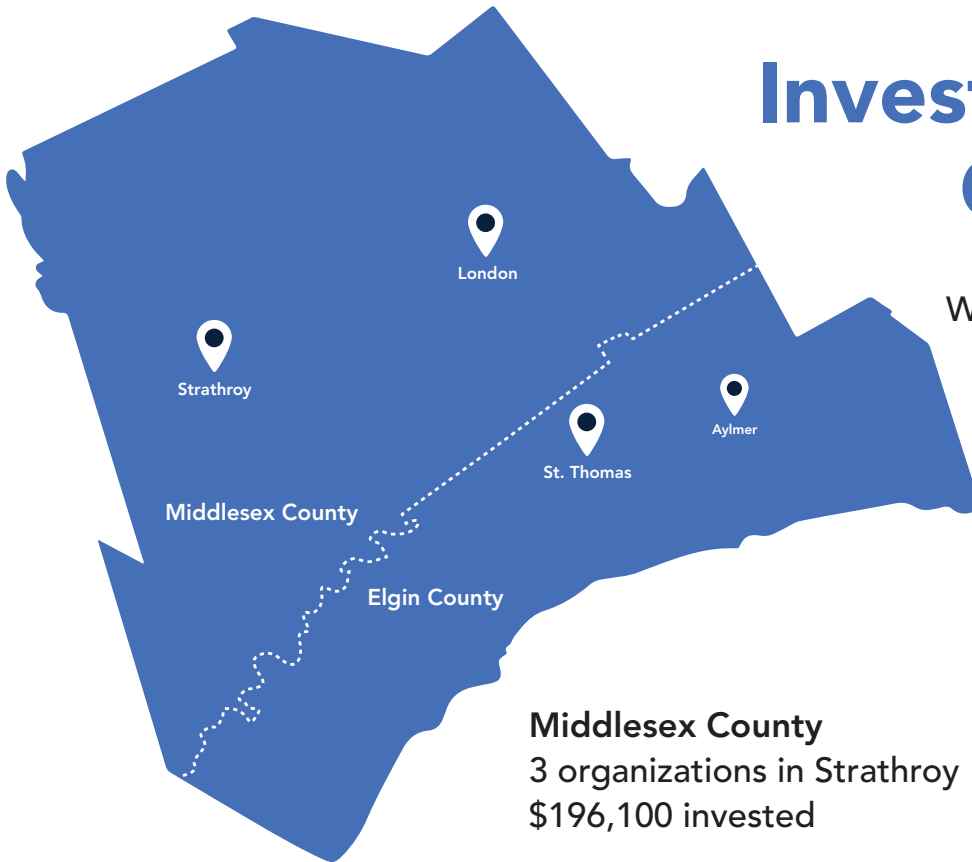 Invest
W
London
Strathroy
Aylmer
St. Thomas
Middlesex County
Elgin County
Middlesex County
3 organizations in Strathroy
$196,100 invested